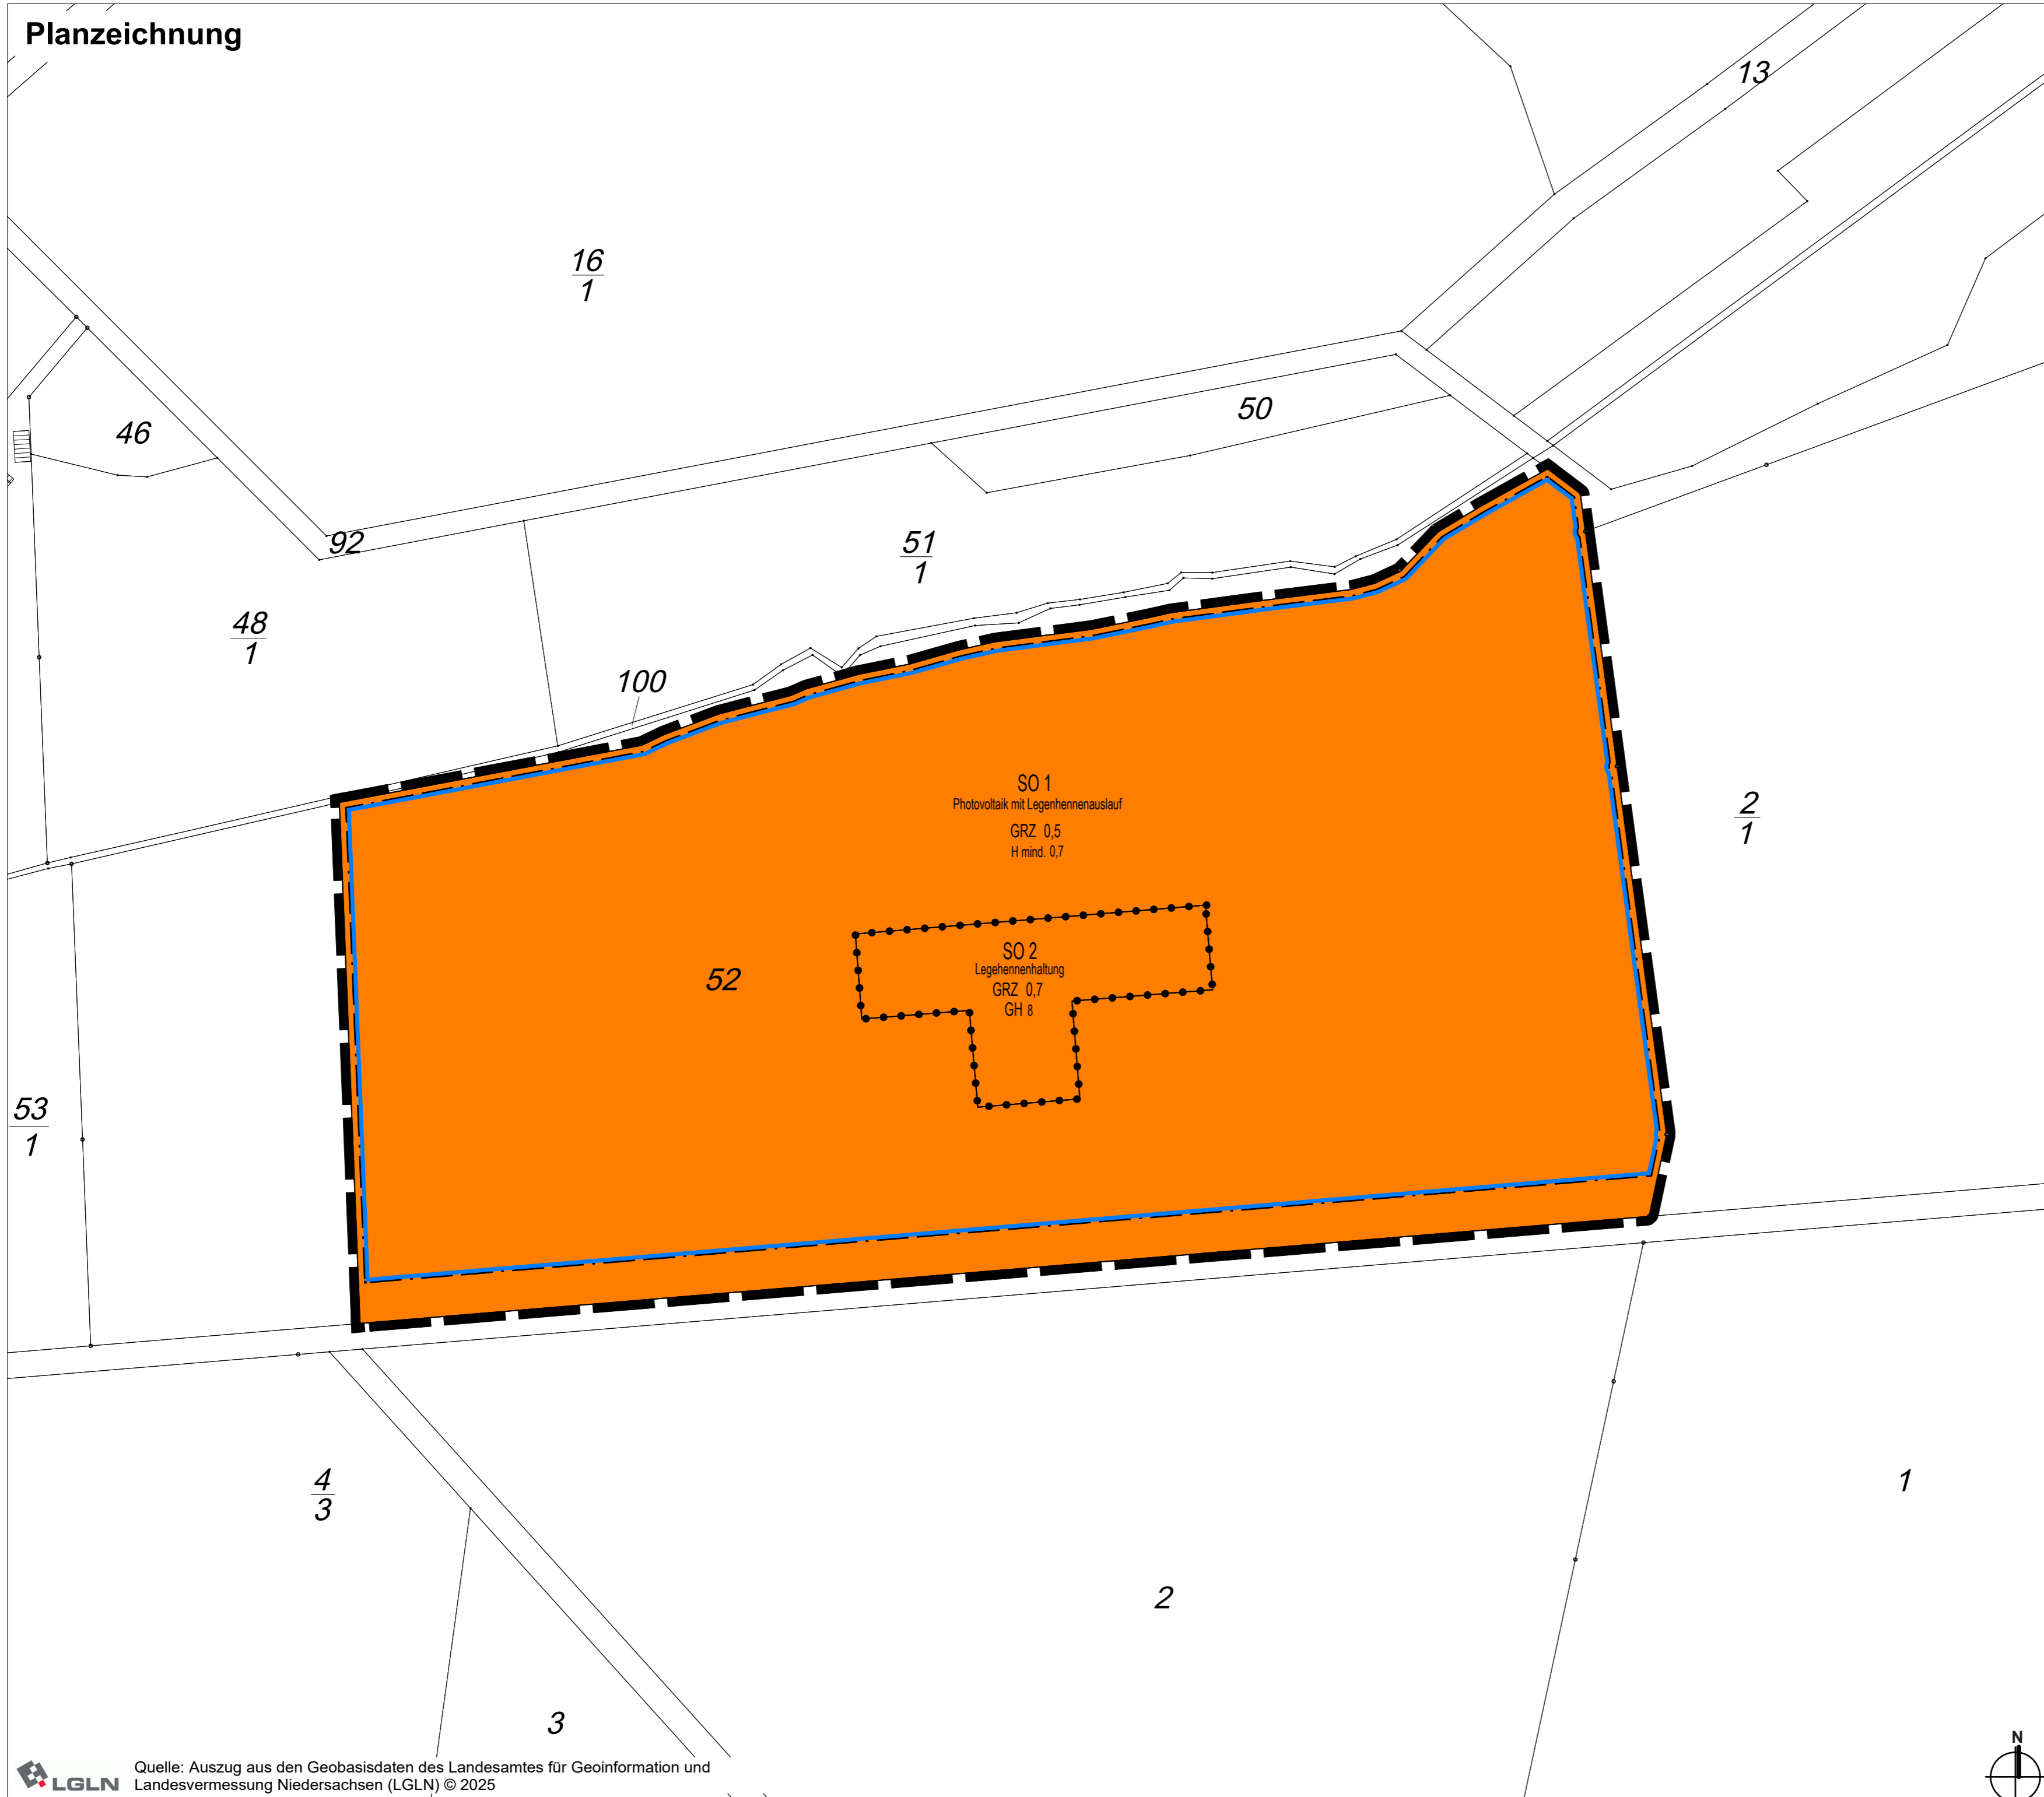 Planzeichnung
13
16
1
50
46
92
51
1
48
1
100
SO 1
Photovoltaik mit Legenhennenauslauf
GRZ 0,5
H mind. 0,7
2
1
SO 2
Legehennenhaltung
GRZ 0,7
GH 8
52
53
1
4
3
1
2
3
N
LGLN
Quelle: Auszug aus den Geobasisdaten des Landesamtes für Geoinformation und
Landesvermessung Niedersachsen (LGLN) © 2025